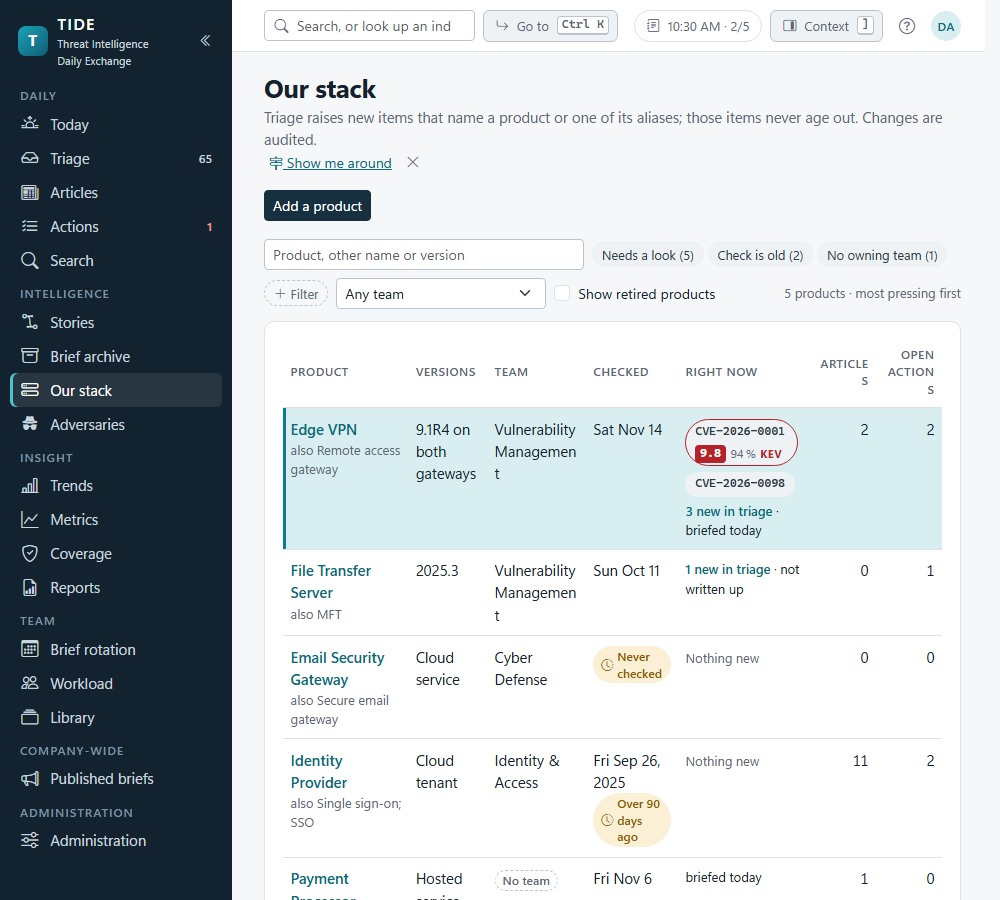 T
TIDE
Threat Intelligence
Daily Exchange
DAILY
Today
Triage 65
Articles
Actions 1
Search
INTELLIGENCE
Stories
Brief archive
Our stack
Adversaries
INSIGHT
Trends
Metrics
Coverage
Reports
TEAM
Brief rotation
Workload
Library
COMPANY-WIDE
Published briefs
ADMINISTRATION
Administration
Search, or look up an ind
Go to Ctrl K
10:30 AM · 2/5
Context ]
?
DA
Our stack
Triage raises new items that name a product or one of its aliases; those items never age out. Changes are
audited.
Show me around
Add a product
Product, other name or version
Needs a look (5)
Check is old (2)
No owning team (1)
+ Filter
Any team
Show retired products
5 products · most pressing first
PRODUCT
VERSIONS
TEAM
CHECKED
RIGHT NOW
ARTICLE
S
OPEN
ACTION
S
Edge VPN
also Remote access
gateway
9.1R4 on
both
gateways
Vulnerability
Managemen
t
Sat Nov 14
CVE-2026-0001
9.8 94 % KEV
CVE-2026-0098
3 new in triage ·
briefed today
2
2
File Transfer
Server
also MFT
2025.3
Vulnerability
Managemen
t
Sun Oct 11
1 new in triage · not
written up
0
1
Email Security
Gateway
also Secure email
gateway
Cloud
service
Cyber
Defense
Never
checked
Nothing new
0
0
Identity
Provider
also Single sign-on;
SSO
Cloud
tenant
Identity &
Access
Fri Sep 26,
2025
Over 90
days
ago
Nothing new
11
2
Payment
Processor
Hosted
service
No team
Fri Nov 6
briefed today
1
0